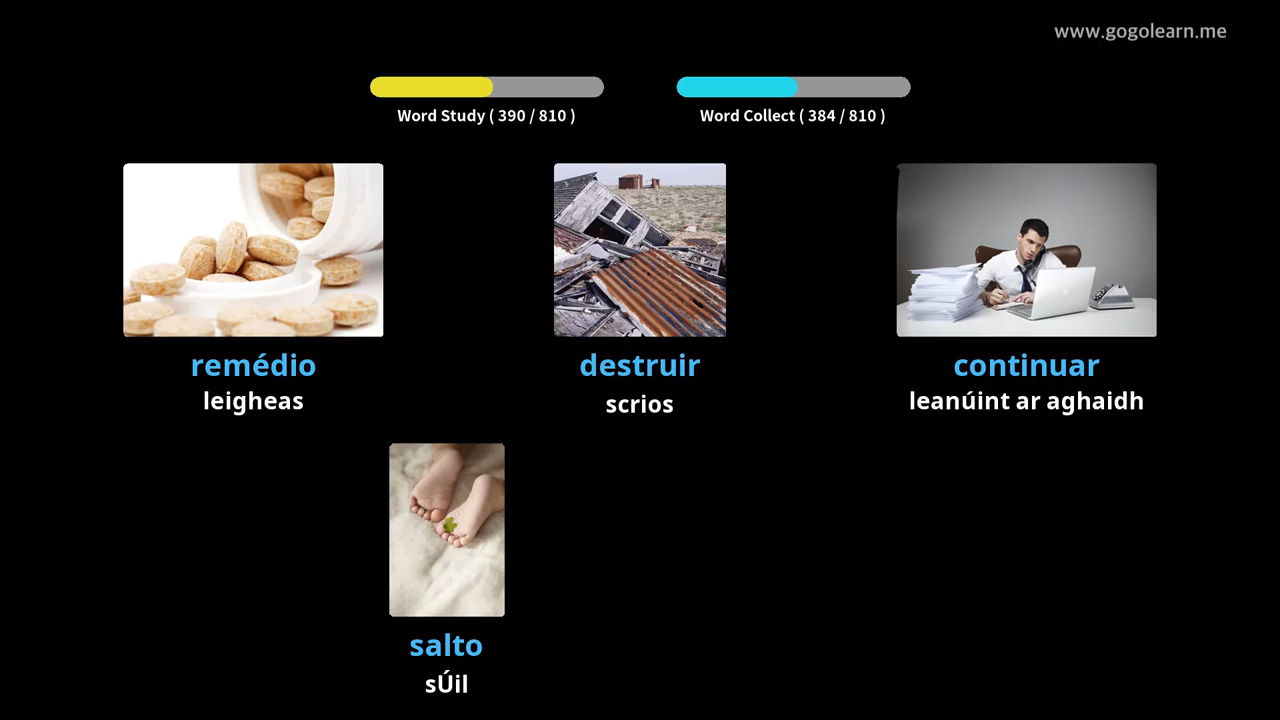 www.gogolearn.me
Word Study ( 390 / 810 )
Word Collect ( 384 / 810 )
remédio
leigheas
destruir
scrios
continuar
leanúint ar aghaidh
salto
sÚil